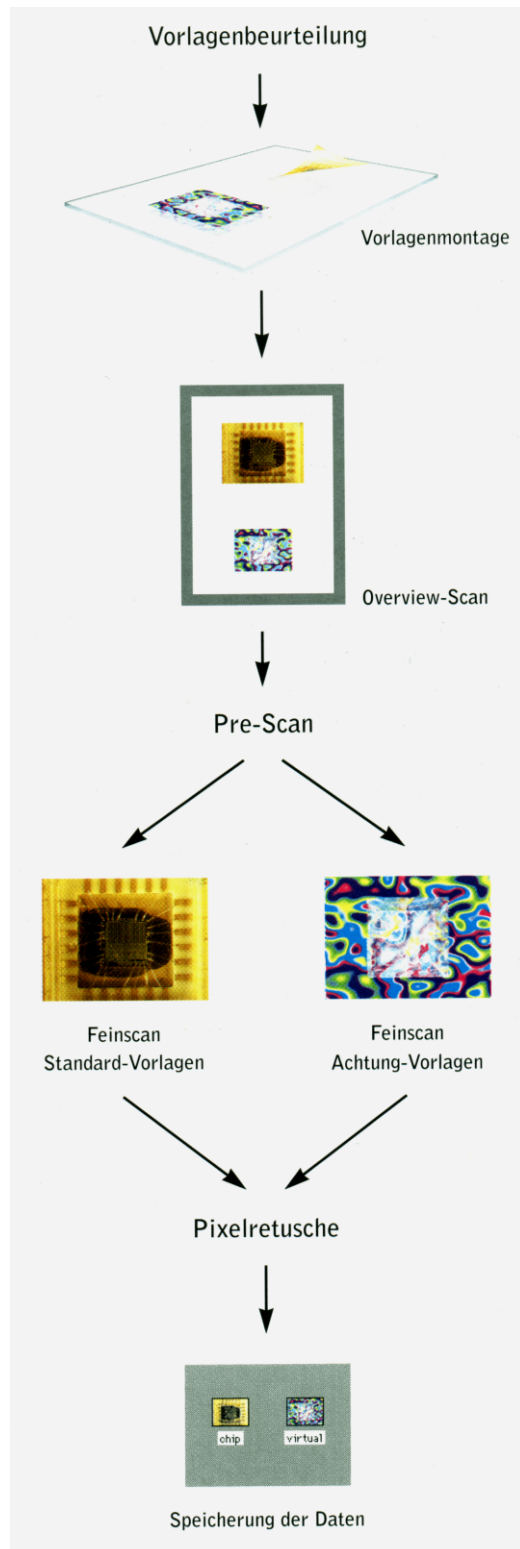 Vorlagenbeurteilung
Vorlagenmontage
Overview-Scan
Pre-Scan
Feinscan
Standard-Vorlagen
Feinscan
Achtung-Vorlagen
Pixelretusche
chip
virtual
Speicherung der Daten